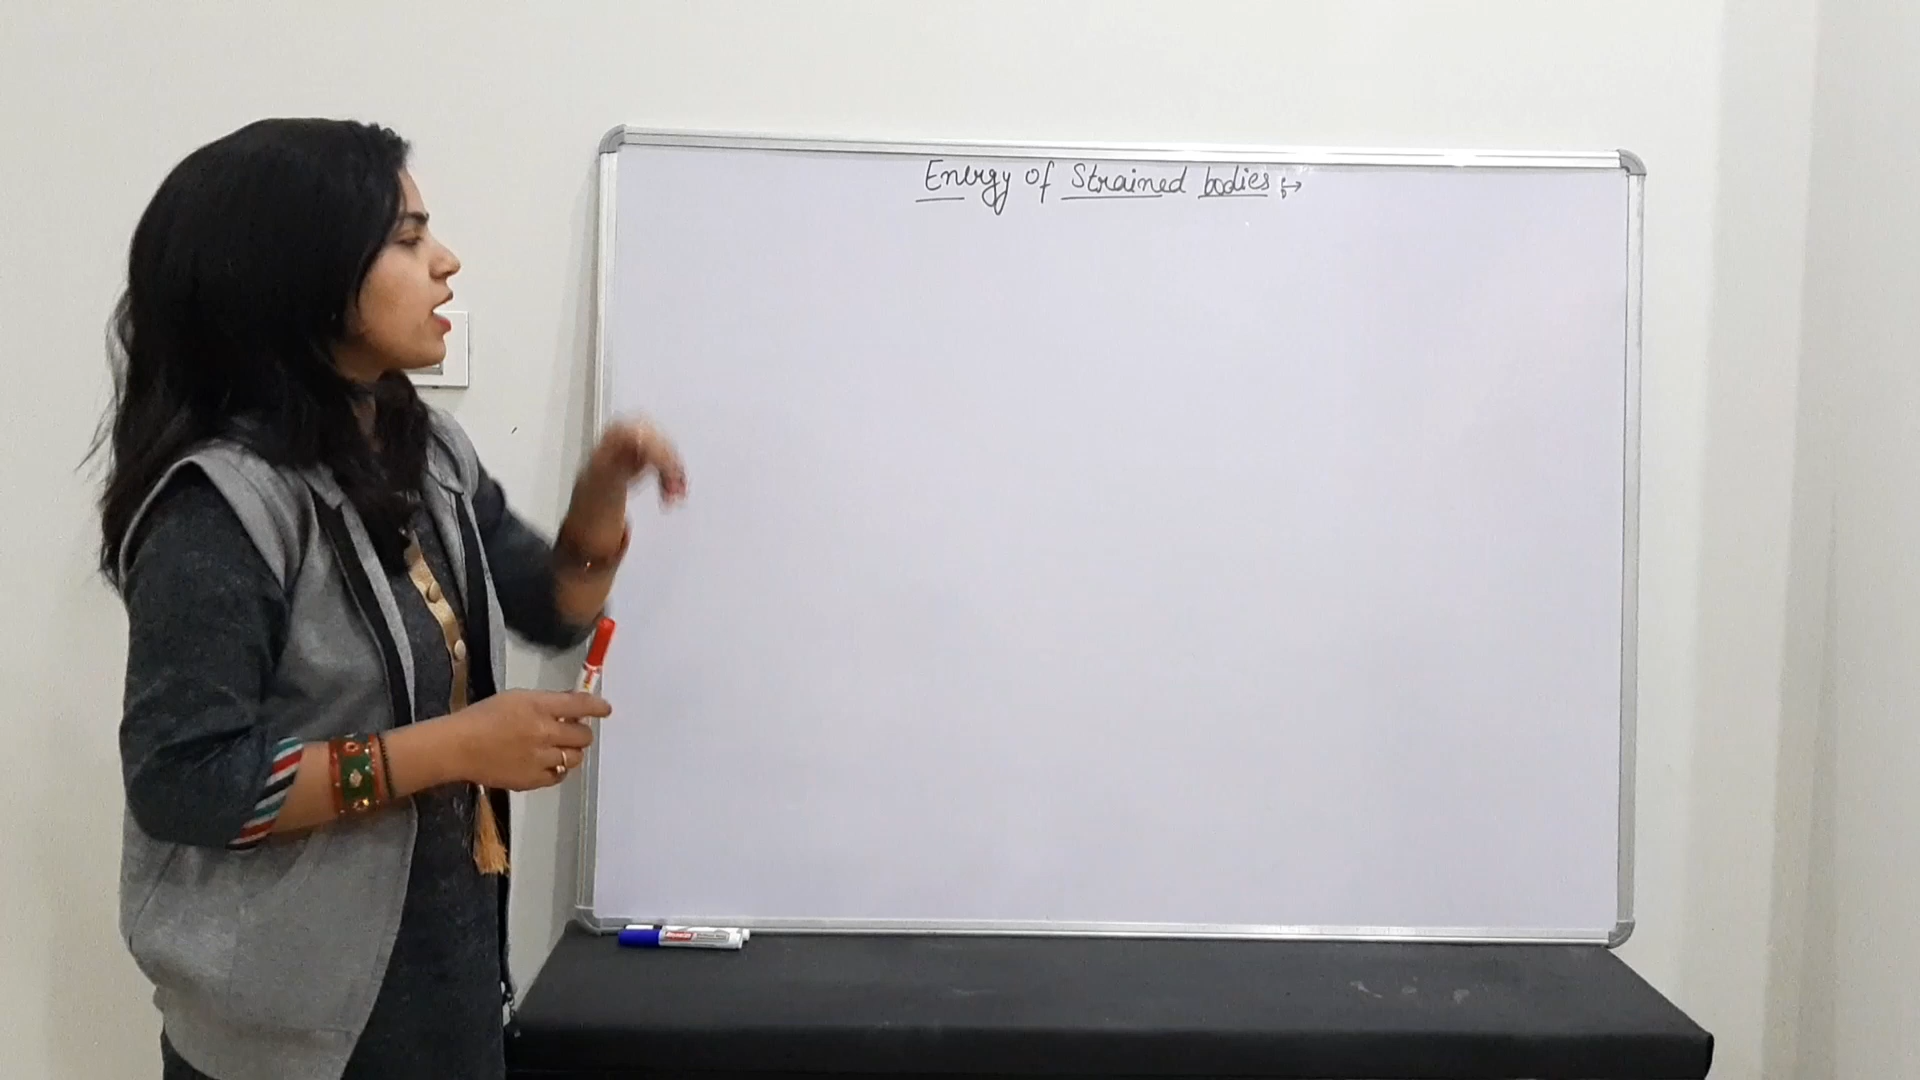 Energy of Strained bodies :→